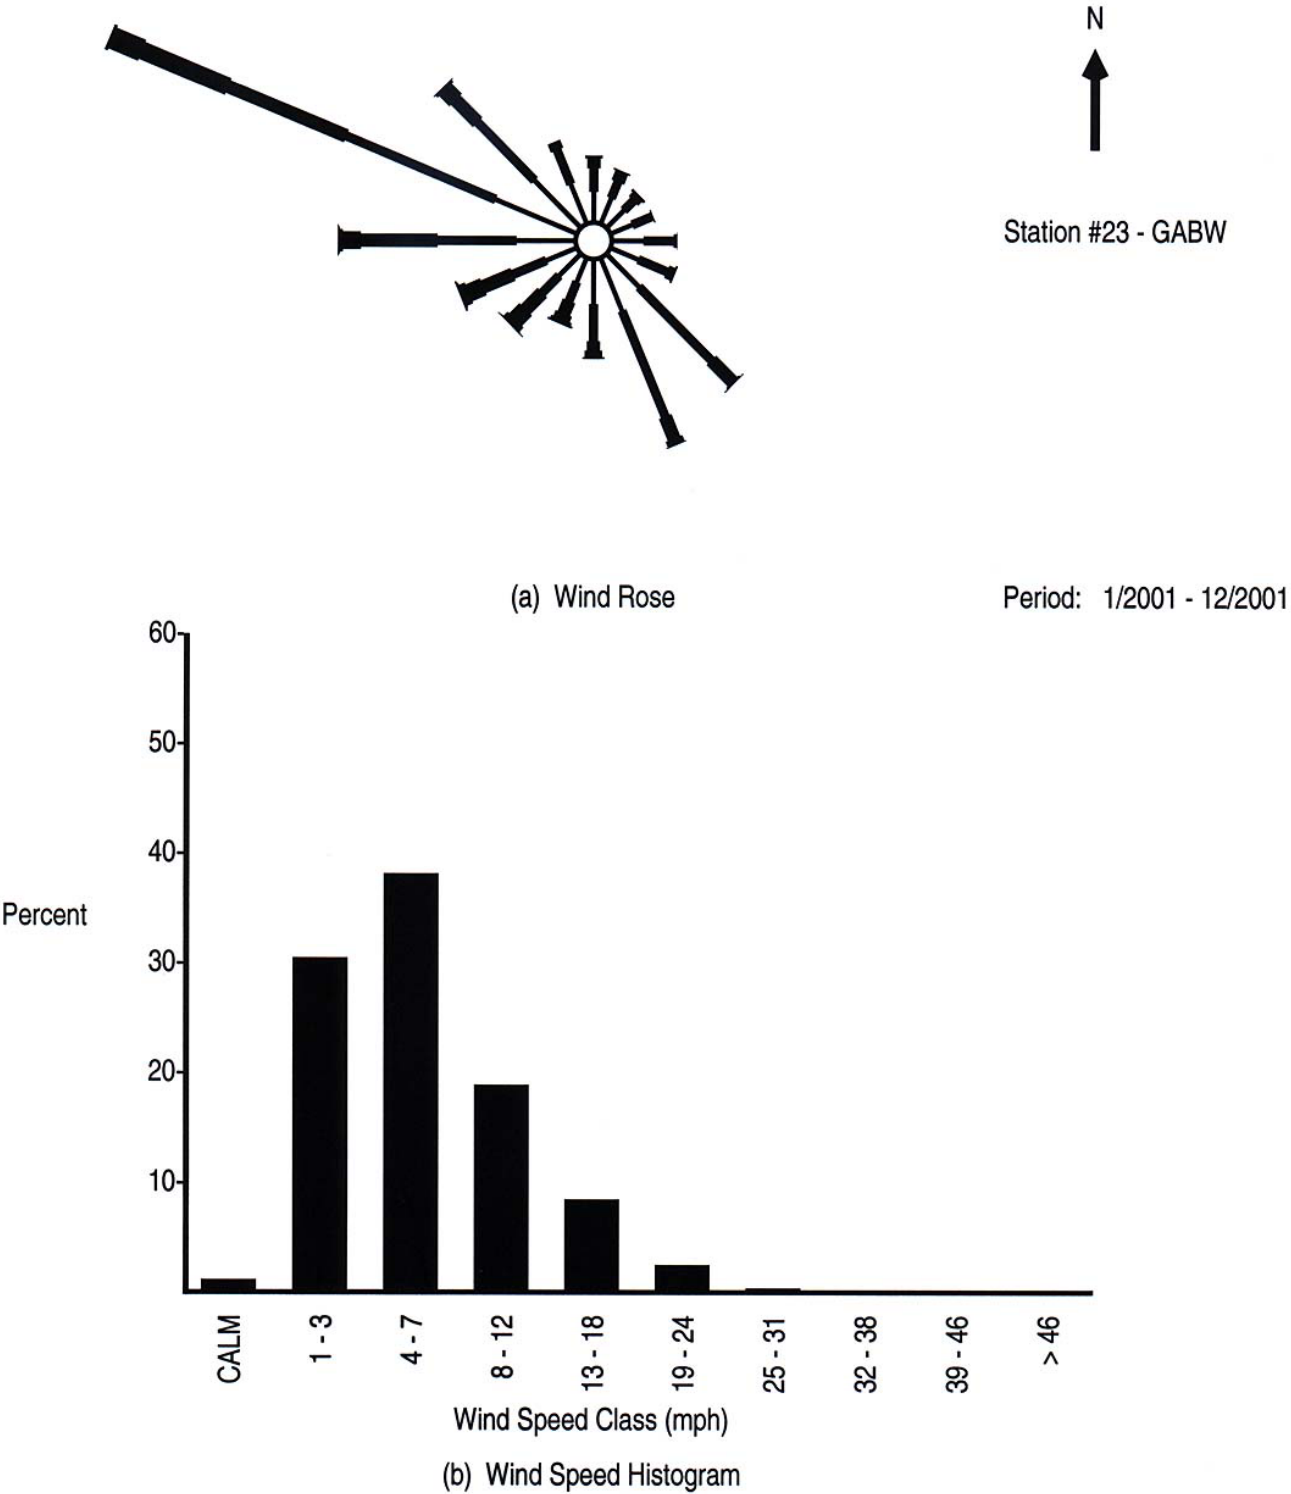 N
Station #23 - GABW
(a) Wind Rose
Period: 1/2001 - 12/2001
60
50
40
30
20
10
Percent
CALM
1 - 3
4 - 7
8 - 12
13 - 18
19 - 24
25 - 31
32 - 38
39 - 46
> 46
Wind Speed Class (mph)
(b) Wind Speed Histogram